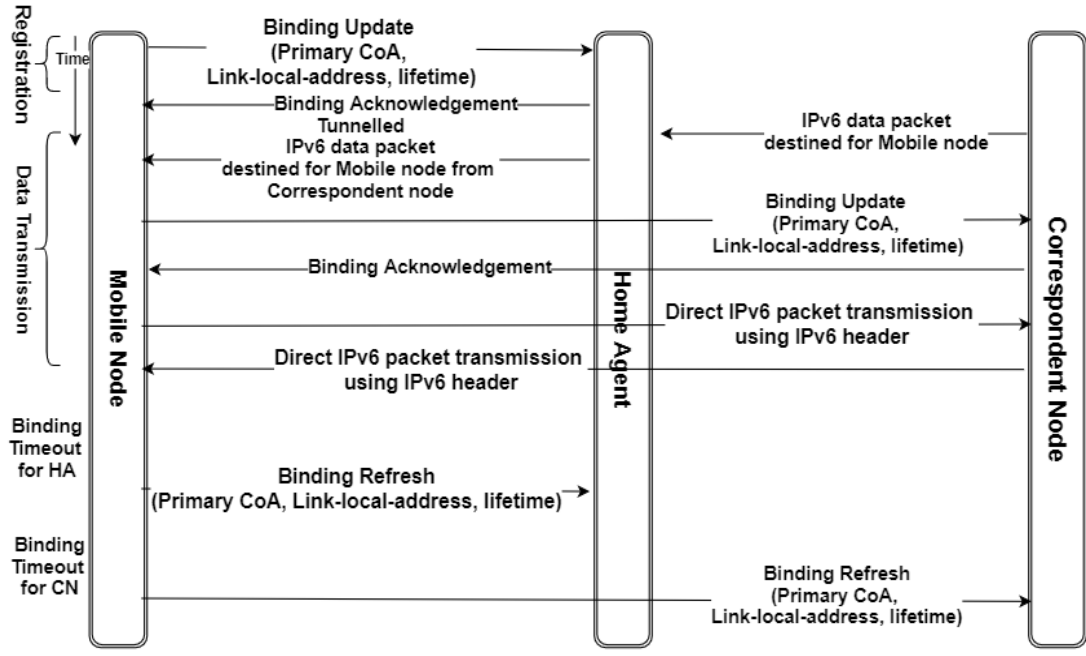 Registration
Time
Binding Update
(Primary CoA,
Link-local-address, lifetime)
Binding Acknowledgement
Tunnelled
IPv6 data packet
destined for Mobile node from
Correspondent node
IPv6 data packet
destined for Mobile node
Data Transmission
Binding Update
(Primary CoA,
Link-local-address, lifetime)
Binding Acknowledgement
Mobile Node
Home Agent
Correspondent Node
Direct IPv6 packet transmission
using IPv6 header
Direct IPv6 packet transmission
using IPv6 header
Binding
Timeout
for HA
Binding Refresh
(Primary CoA, Link-local-address, lifetime)
Binding
Timeout
for CN
Binding Refresh
(Primary CoA,
Link-local-address, lifetime)